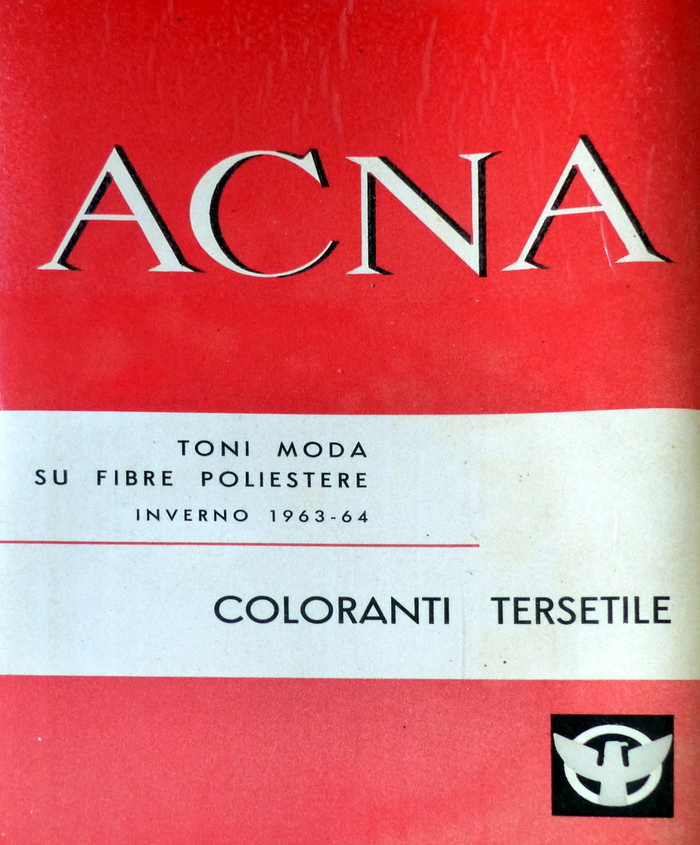 ACNA
TONI MODA
SU FIBRE POLIESTERE
INVERNO 1963-64
COLORANTI TERSETILE